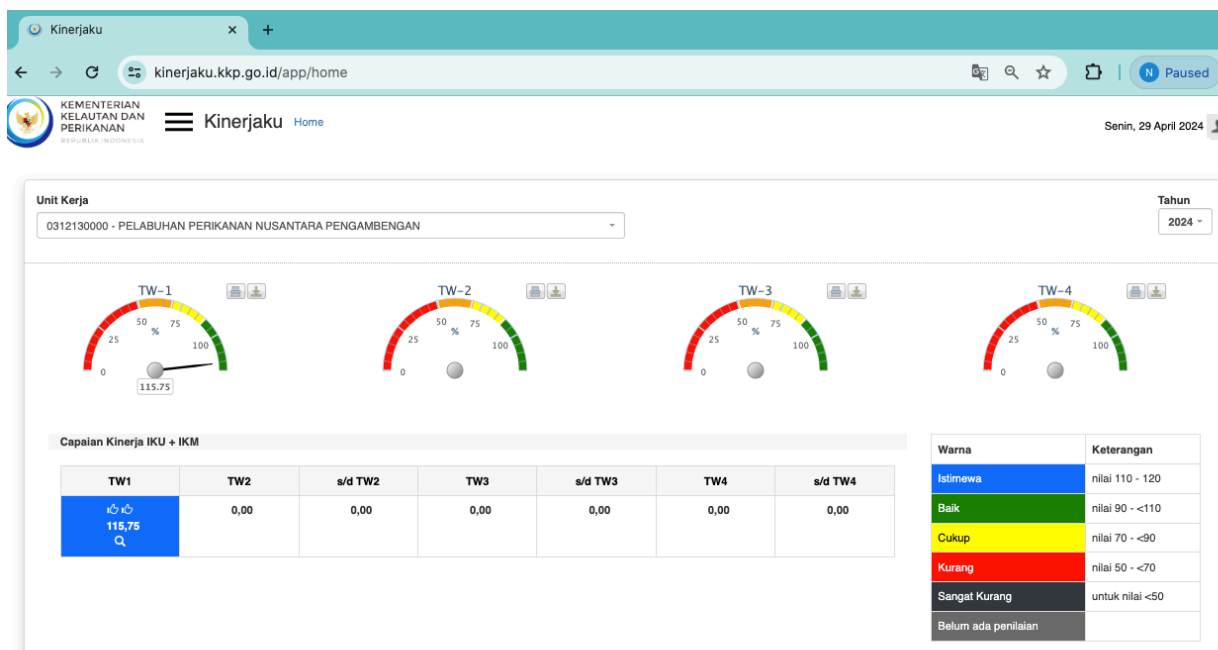 Kinerjaku
kinerjaku.kkp.go.id/app/home
N Paused
KEMENTERIAN
KELAUTAN DAN
PERIKANAN
REPUBLIK INDONESIA
Kinerjaku Home
Senin, 29 April 2024
Unit Kerja
Tahun
0312130000 - PELABUHAN PERIKANAN NUSANTARA PENGAMBENGAN
2024
TW-1
0 25 50 75 100
%
115.75
TW-2
0 25 50 75 100
%
TW-3
0 25 50 75 100
%
TW-4
0 25 50 75 100
%
Capaian Kinerja IKU + IKM
TW1 TW2 s/d TW2 TW3 s/d TW3 TW4 s/d TW4
115,75 0,00 0,00 0,00 0,00 0,00 0,00
Warna Keterangan
Istimewa nilai 110 - 120
Baik nilai 90 - <110
Cukup nilai 70 - <90
Kurang nilai 50 - <70
Sangat Kurang untuk nilai <50
Belum ada penilaian